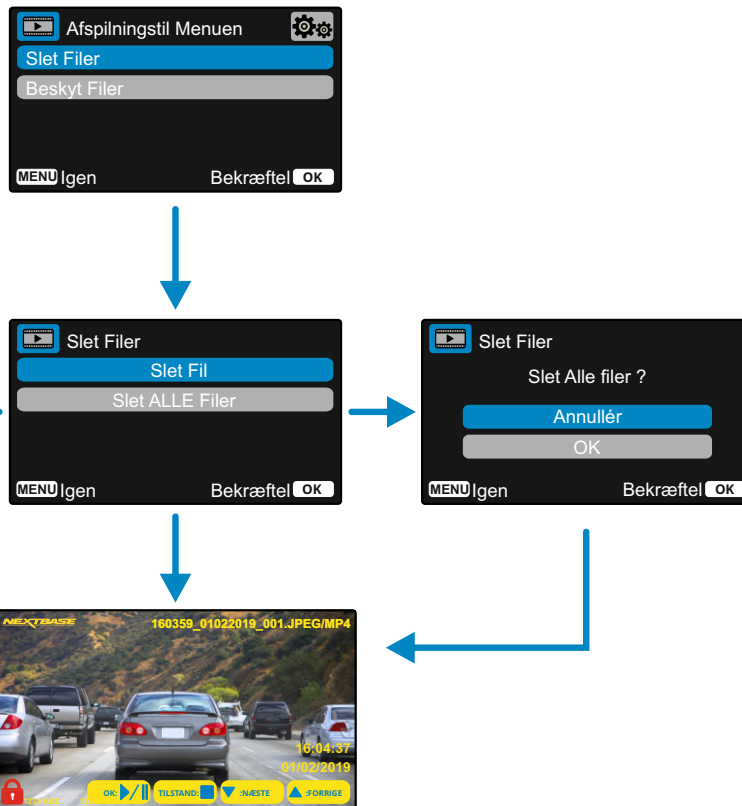 Afspilningstil Menuen
Slet Filer
Beskyt Filer
MENU Igen Bekræftel OK
Slet Filer
Slet Fil
Slet ALLE Filer
MENU Igen Bekræftel OK
Slet Filer
Slet Alle filer ?
Annullér
OK
MENU Igen Bekræftel OK
NEXTBASE 160359_01022019_001.JPEG/MP4
16:04:37
01/02/2019
OK: TILSTAND: :NÆSTE :FORRIGE